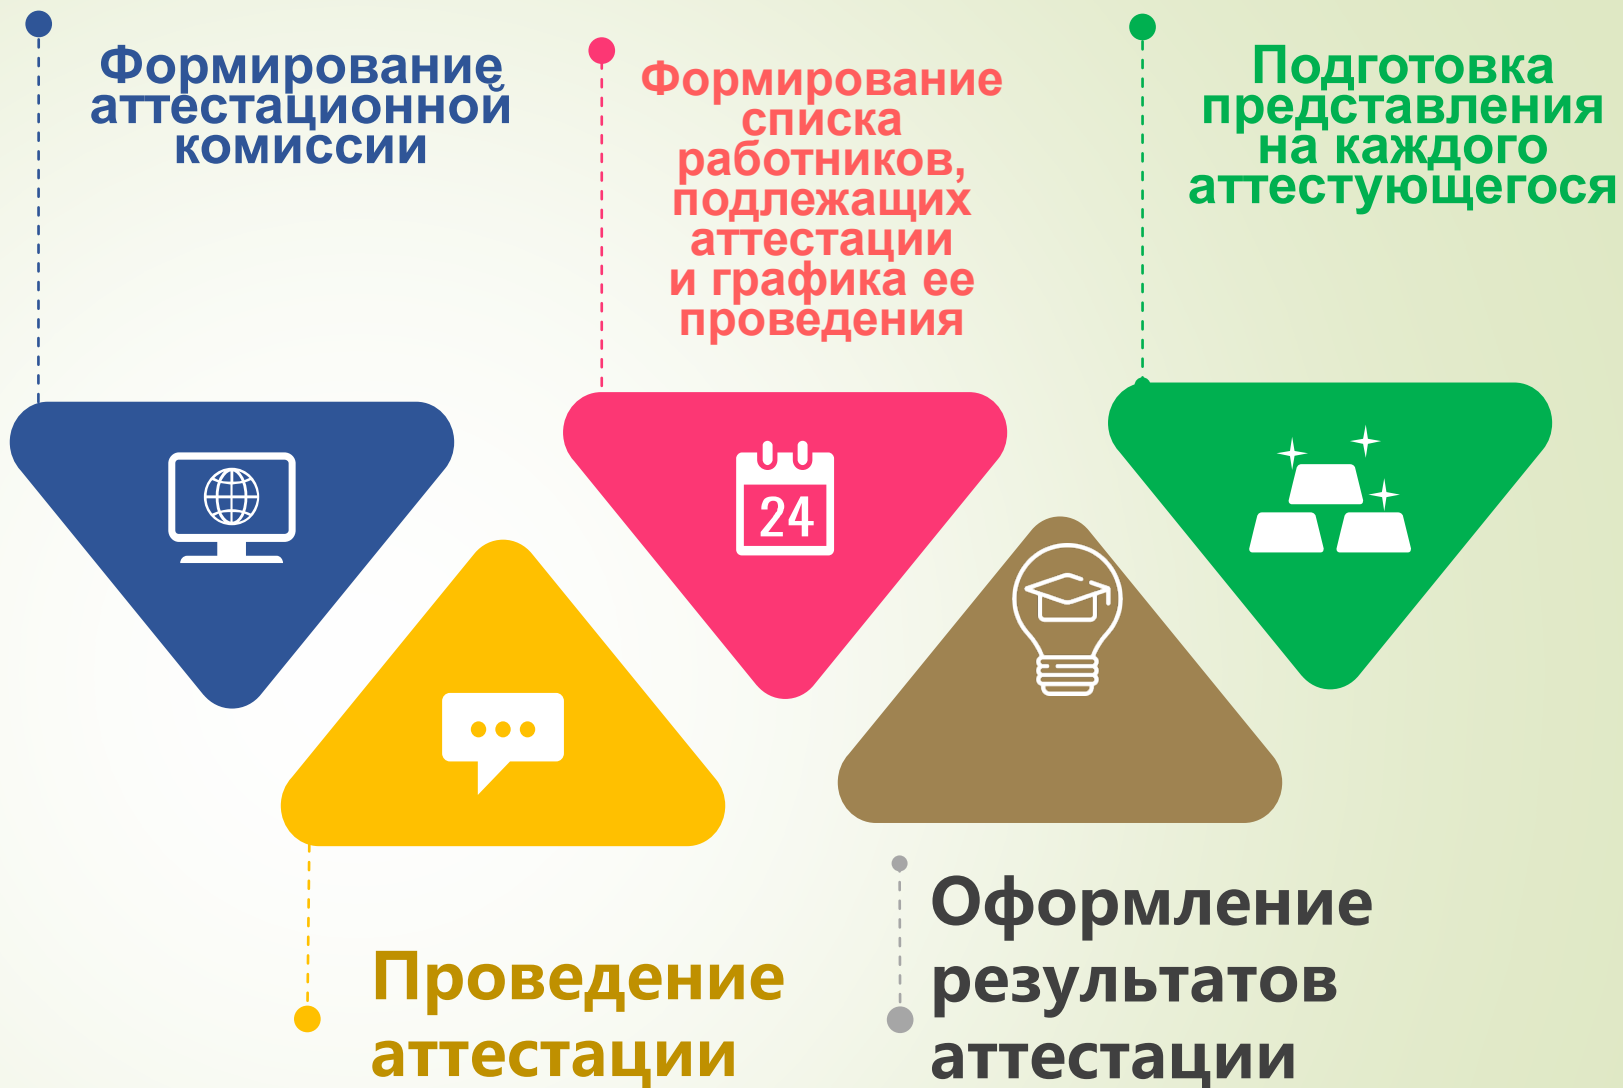 Формирование
аттестационной
комиссии
Формирование
списка
работников,
подлежащих
аттестации
и графика ее
проведения
Подготовка
представления
на каждого
аттестующегося
24
Проведение
аттестации
Оформление
результатов
аттестации